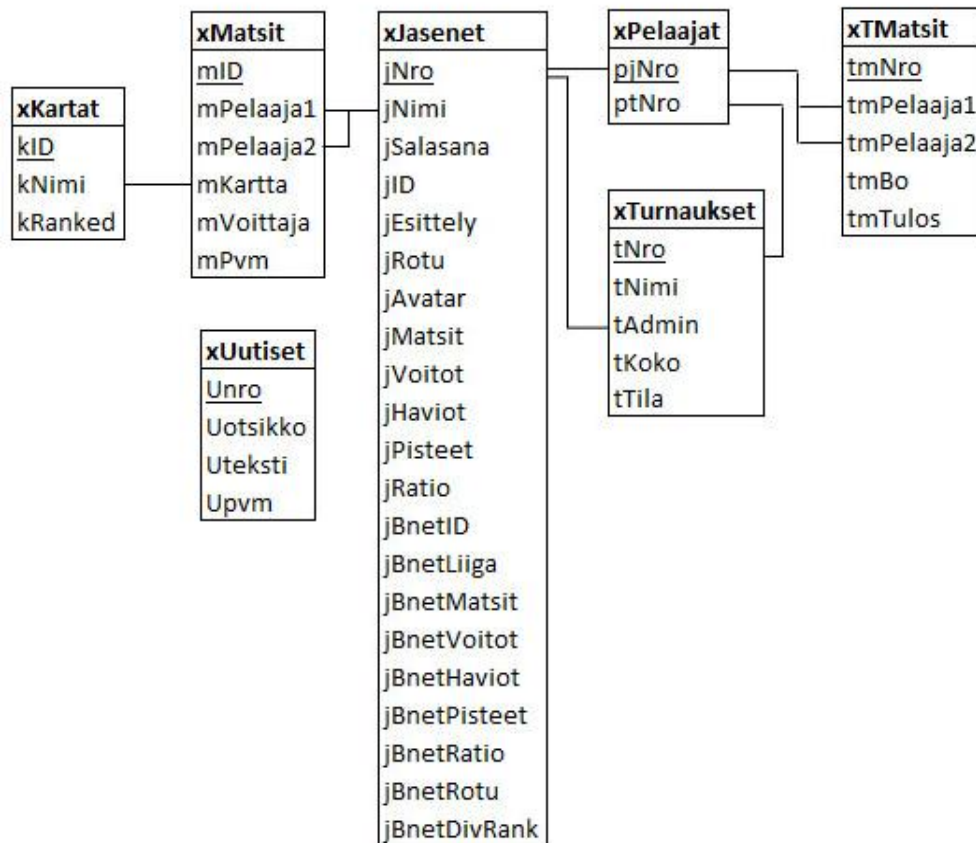 xKartat
kID
kNimi
kRanked
xMatsit
mID
mPelaaja1
mPelaaja2
mKartta
mVoittaja
mPvm
xUutiset
Unro
Uotsikko
Uteksti
Upvm
xJasenet
jNro
jNimi
jSalasana
jID
jEsittely
jRotu
jAvatar
jMatsit
jVoitot
jHaviot
jPisteet
jRatio
jBnetID
jBnetLiiga
jBnetMatsit
jBnetVoitot
jBnetHaviot
jBnetPisteet
jBnetRatio
jBnetRotu
jBnetDivRank
xPelaajat
pjNro
ptNro
xTurnaukset
tNro
tNimi
tAdmin
tKoko
tTila
xTMatsit
tmNro
tmPelaaja1
tmPelaaja2
tmBo
tmTulos